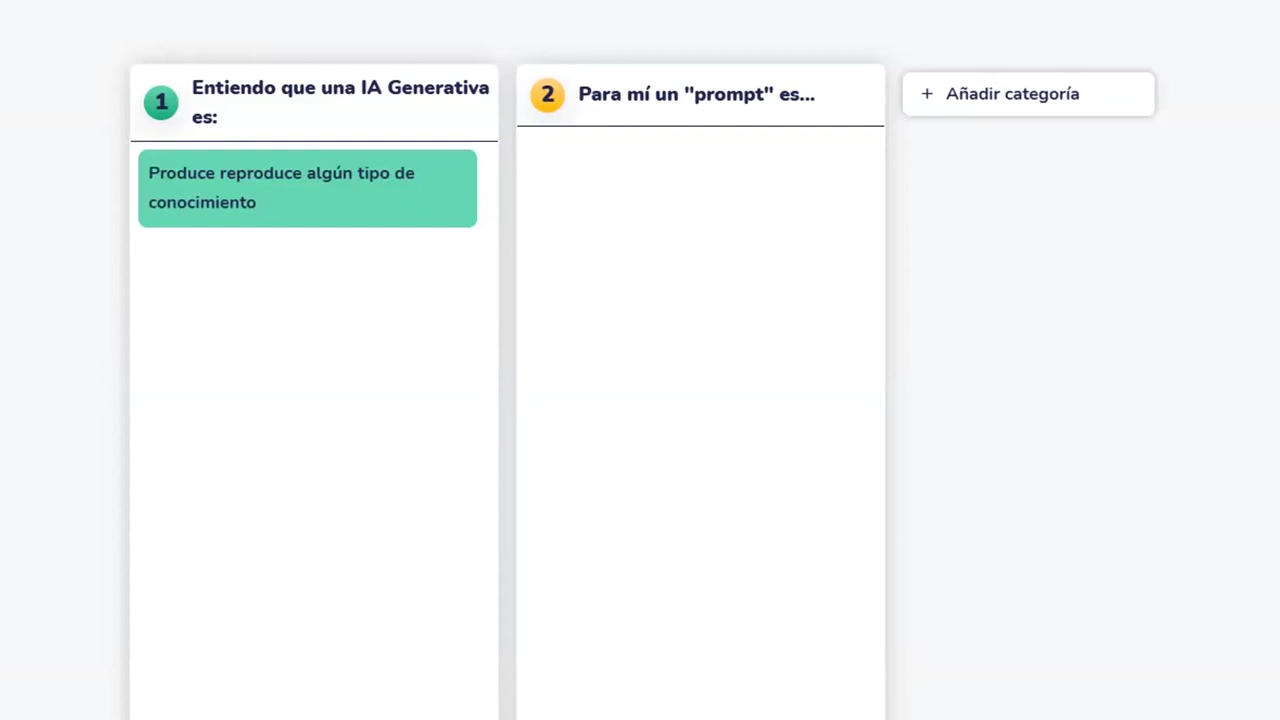 1
Entiendo que una IA Generativa
es:
Produce reproduce algún tipo de
conocimiento
2
Para mí un "prompt" es...
+ Añadir categoría